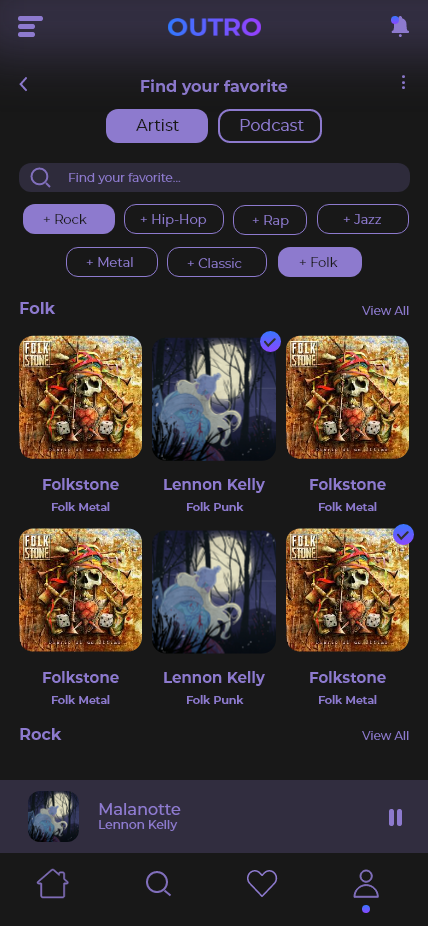 OUTRO
Find your favorite
Artist Podcast
Find your favorite...
+ Rock + Hip-Hop + Rap + Jazz
+ Metal + Classic + Folk
Folk View All
FOLK STONE FOLK STONE
Folkstone Lennon Kelly Folkstone
Folk Metal Folk Punk Folk Metal
FOLK STONE FOLK STONE
Folkstone Lennon Kelly Folkstone
Folk Metal Folk Punk Folk Metal
Rock View All
Malanotte
Lennon Kelly